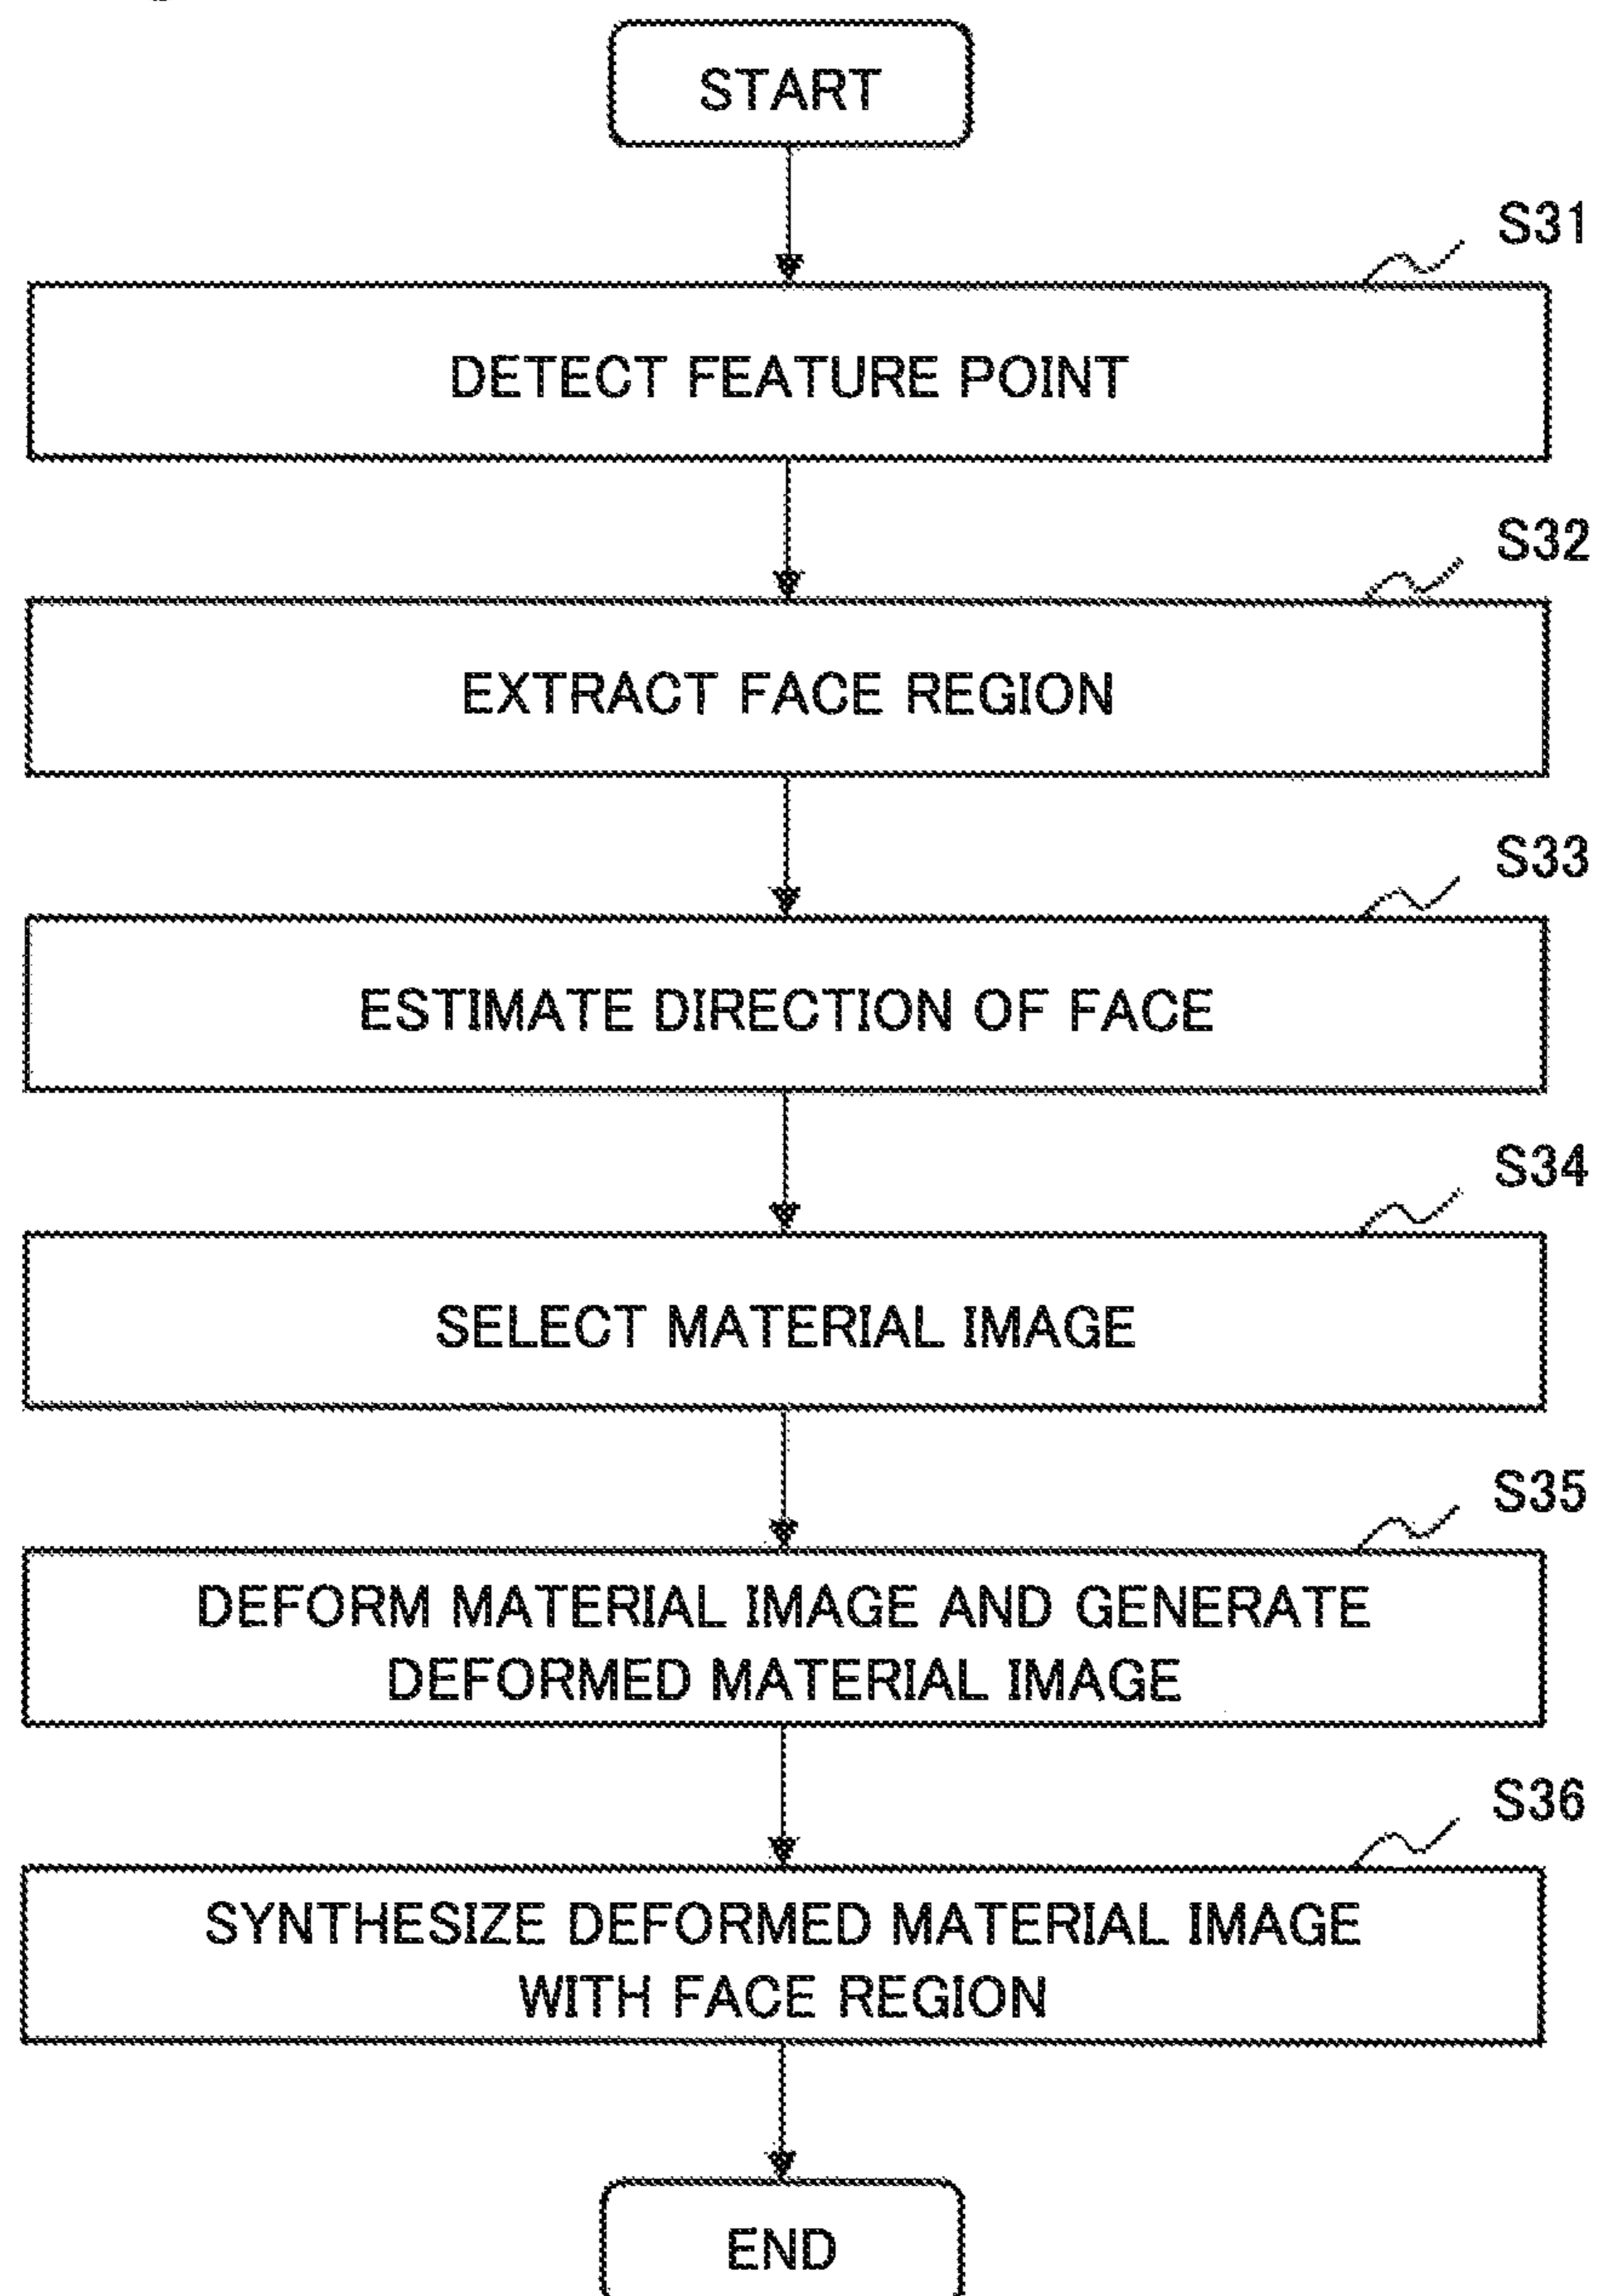 START
S31
DETECT FEATURE POINT
S32
EXTRACT FACE REGION
S33
ESTIMATE DIRECTION OF FACE
S34
SELECT MATERIAL IMAGE
S35
DEFORM MATERIAL IMAGE AND GENERATE
DEFORMED MATERIAL IMAGE
S36
SYNTHESIZE DEFORMED MATERIAL IMAGE
WITH FACE REGION
END